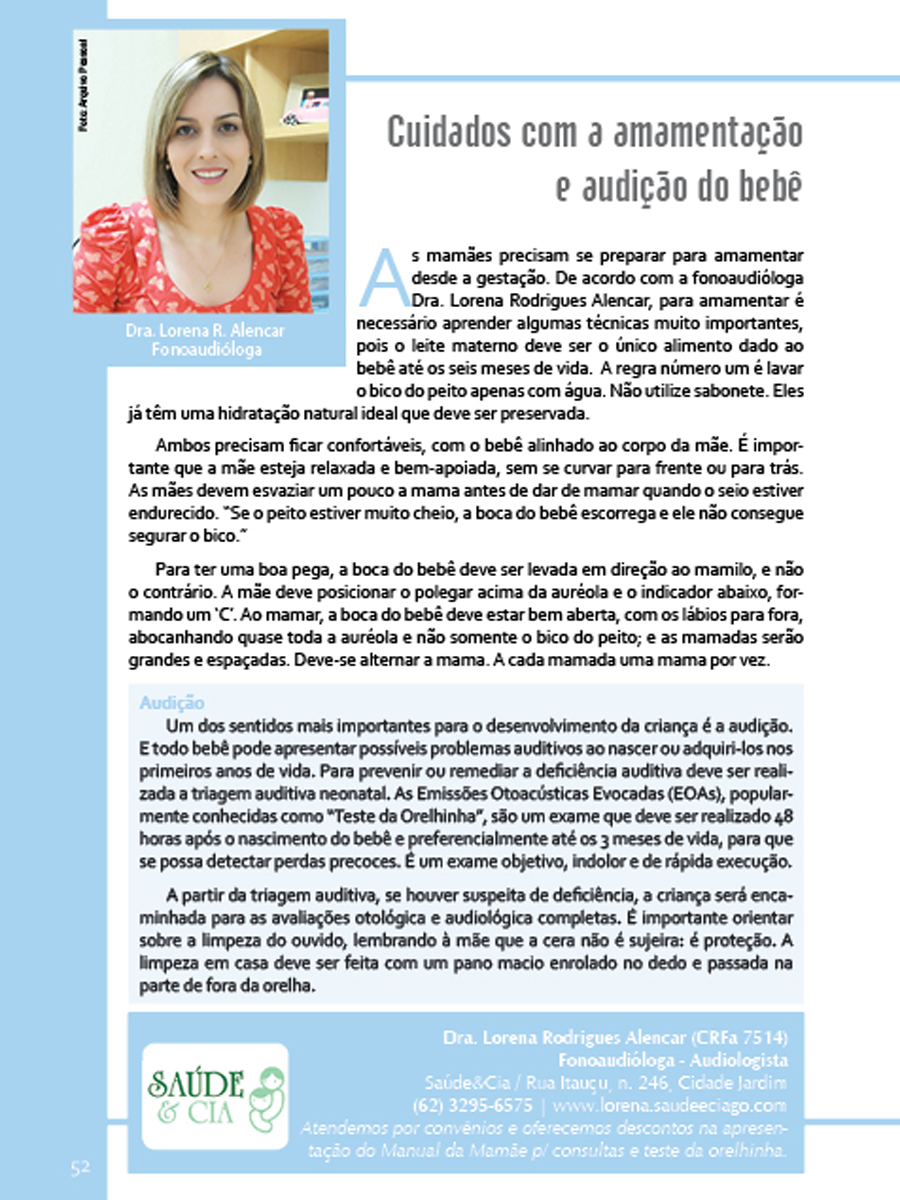 Foto: Arquivo Pessoal
Dra. Lorena R. Alencar
Fonoaudióloga
Cuidados com a amamentação
e audição do bebê
As mamães precisam se preparar para amamentar
desde a gestação. De acordo com a fonoaudióloga
Dra. Lorena Rodrigues Alencar, para amamentar é
necessário aprender algumas técnicas muito importantes,
pois o leite materno deve ser o único alimento dado ao
bebê até os seis meses de vida. A regra número um é lavar
o bico do peito apenas com água. Não utilize sabonete. Eles
já têm uma hidratação natural ideal que deve ser preservada.
Ambos precisam ficar confortáveis, com o bebê alinhado ao corpo da mãe. É impor-
tante que a mãe esteja relaxada e bem-apoiada, sem se curvar para frente ou para trás.
As mães devem esvaziar um pouco a mama antes de dar de mamar quando o seio estiver
endurecido. "Se o peito estiver muito cheio, a boca do bebê escorrega e ele não consegue
segurar o bico."
Para ter uma boa pega, a boca do bebê deve ser levada em direção ao mamilo, e não
o contrário. A mãe deve posicionar o polegar acima da auréola e o indicador abaixo, for-
mando um 'C'. Ao mamar, a boca do bebê deve estar bem aberta, com os lábios para fora,
abocanhando quase toda a auréola e não somente o bico do peito; e as mamadas serão
grandes e espaçadas. Deve-se alternar a mama. A cada mamada uma mama por vez.
Audição
Um dos sentidos mais importantes para o desenvolvimento da criança é a audição.
E todo bebê pode apresentar possíveis problemas auditivos ao nascer ou adquiri-los nos
primeiros anos de vida. Para prevenir ou remediar a deficiência auditiva deve ser reali-
zada a triagem auditiva neonatal. As Emissões Otoacústicas Evocadas (EOAs), popular-
mente conhecidas como "Teste da Orelhinha", são um exame que deve ser realizado 48
horas após o nascimento do bebê e preferencialmente até os 3 meses de vida, para que
se possa detectar perdas precoces. É um exame objetivo, indolor e de rápida execução.
A partir da triagem auditiva, se houver suspeita de deficiência, a criança será enca-
minhada para as avaliações otológica e audiológica completas. É importante orientar
sobre a limpeza do ouvido, lembrando à mãe que a cera não é sujeira: é proteção. A
limpeza em casa deve ser feita com um pano macio enrolado no dedo e passada na
parte de fora da orelha.
SAÚDE
& CIA
Dra. Lorena Rodrigues Alencar (CRFa 7514)
Fonoaudióloga - Audiologista
Saúde&Cia / Rua Itauçu, n. 246, Cidade Jardim
(62) 3295-6575 | www.lorena.saudeeciago.com
Atendemos por convênios e oferecemos descontos na apresen-
tação do Manual da Mamãe p/ consultas e teste da orelhinha.
52